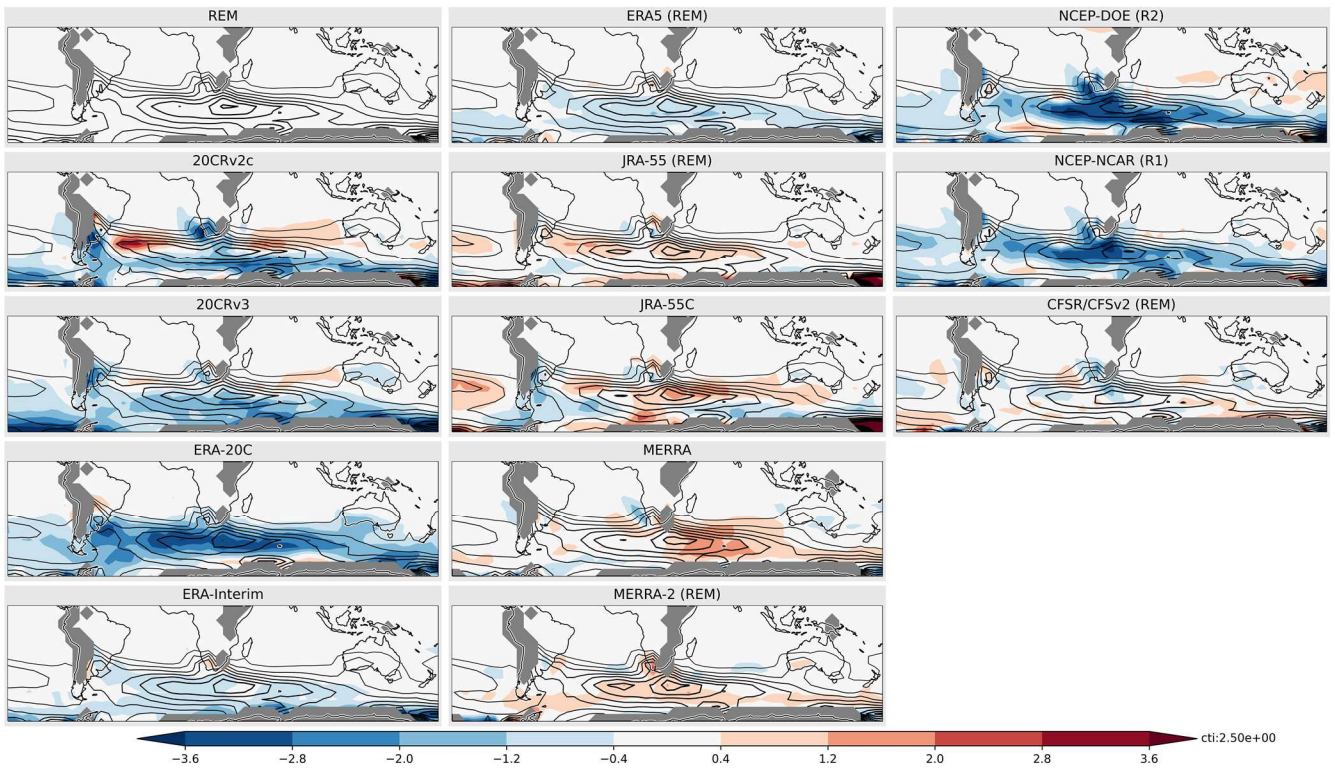 REM
ERA5 (REM)
NCEP-DOE (R2)
20CRv2c
JRA-55 (REM)
NCEP-NCAR (R1)
20CRv3
JRA-55C
CFSR/CFSv2 (REM)
ERA-20C
MERRA
ERA-Interim
MERRA-2 (REM)
cti:2.50e+00
−3.6 −2.8 −2.0 −1.2 −0.4 0.4 1.2 2.0 2.8 3.6